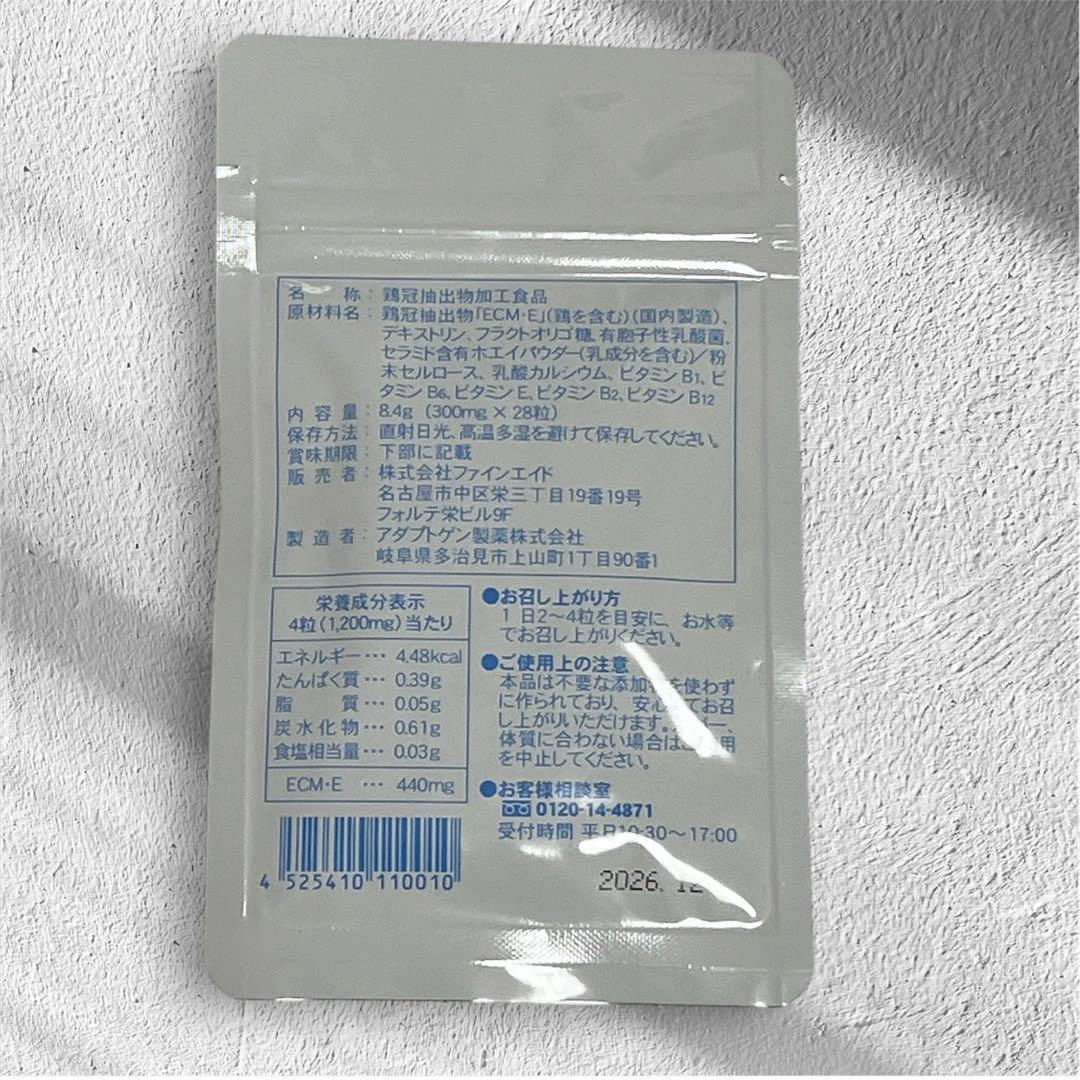 名称: 鶏冠抽出物加工食品
原材料名: 鶏冠抽出物「ECM・E」(鶏を含む)(国内製造)、
デキストリン、フラクトオリゴ糖、有胞子性乳酸菌、
セラミド含有ホエイパウダー(乳成分を含む)/粉
末セルロース、乳酸カルシウム、ビタミンB1、ビ
タミンB6、ビタミンE、ビタミンB2、ビタミンB12
内容量: 8.4g (300mg × 28粒)
保存方法: 直射日光、高温多湿を避けて保存してください。
賞味期限: 下部に記載
販売者: 株式会社ファインエイド
名古屋市中区栄三丁目19番19号
フォルテ栄ビル9F
製造者: アダプトゲン製薬株式会社
岐阜県多治見市上山町1丁目90番1
栄養成分表示
4粒(1,200mg)当たり
エネルギー… 4.48kcal
たんぱく質… 0.39g
脂質… 0.05g
炭水化物… 0.61g
食塩相当量… 0.03g
ECM・E … 440mg
●お召し上がり方
1日2〜4粒を目安に、お水等
でお召し上がりください。
●ご使用上の注意
本品は不要な添加 を使わず
に作られており、安 てお召
し上がりいただけます。 一、
体質に合わない場合は 用
を中止してください。
●お客様相談室
0120-14-4871
受付時間 平日10:30〜17:00
4 525410 110010
2026.12